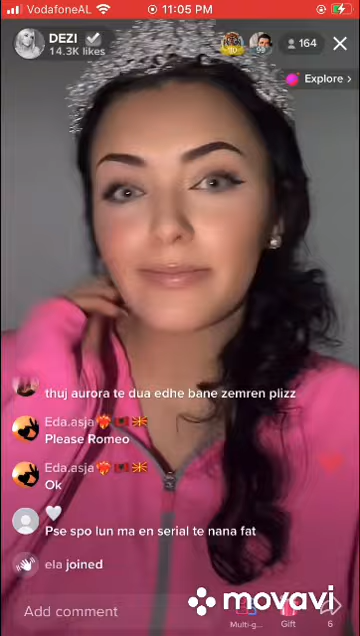 VodafoneAL
11:05 PM
DEZI
14.3K likes
164
Explore >
thuj aurora te dua edhe bane zemren plizz
Eda.asja
Please Romeo
Eda.asja
Ok
Pse spo lun ma en serial te nana fat
ela joined
Add comment
Multi-g...
Gift
6
movavi